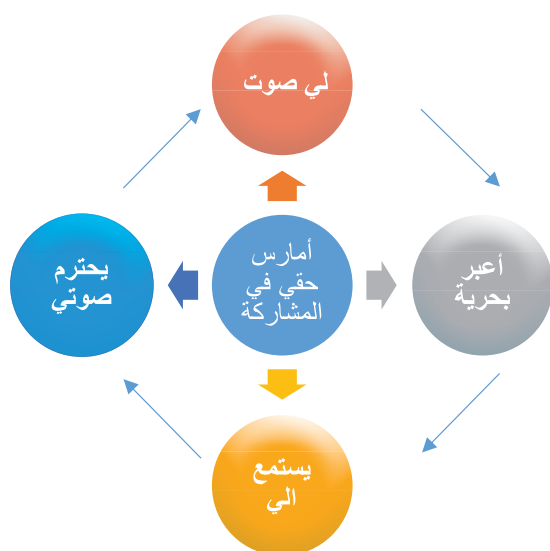 لي صوت
أمارس
حقي في
المشاركة
أعبر
بحرية
يستمع
الي
يحترم
صوتي